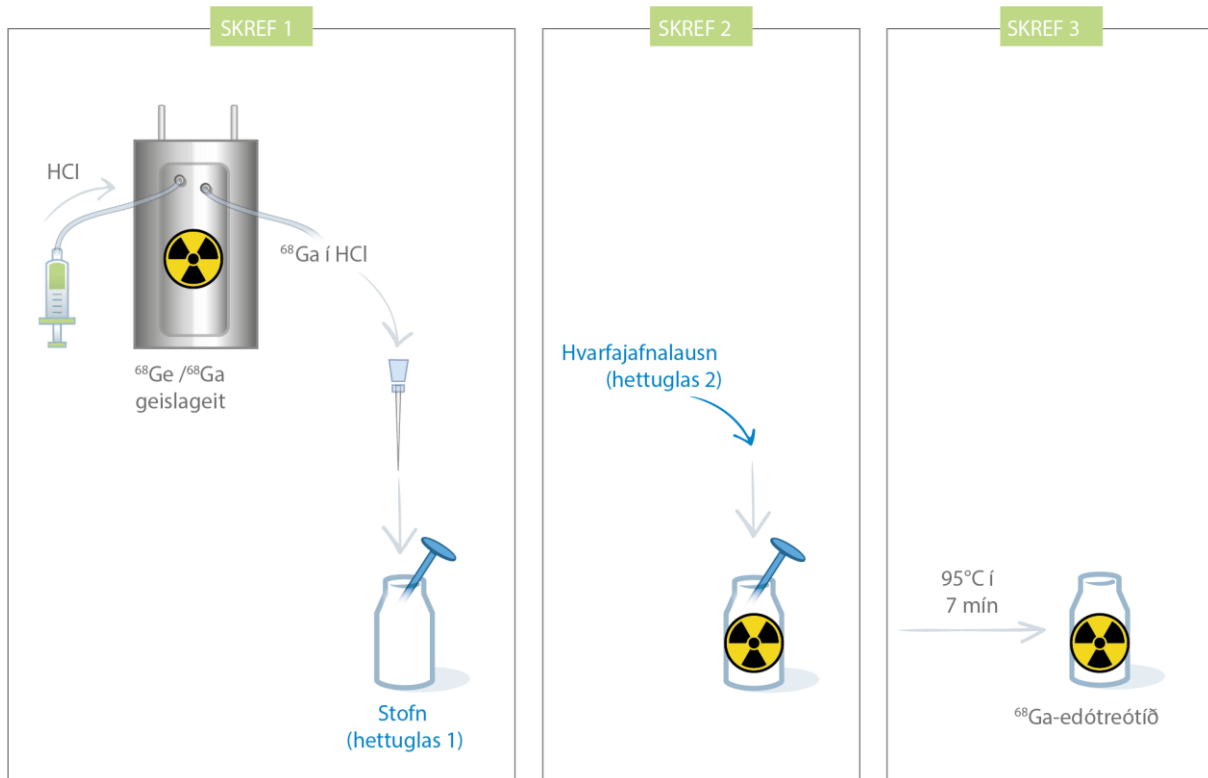 SKREF 1
HCl
⁶⁸Ga í HCl
⁶⁸Ge /⁶⁸Ga
geislageit
Stofn
(hettuglas 1)
SKREF 2
Hvarfajafnalausn
(hettuglas 2)
SKREF 3
95°C í
7 mín
⁶⁸Ga-edótreótíð